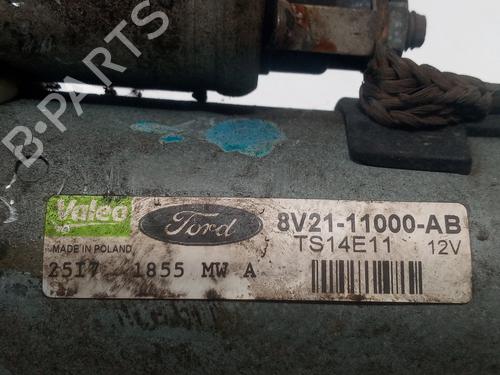 B-PARTS
Valeo
Ford
8V21-11000-AB
MADE IN POLAND
TS14E11
12V
2517 1855 MW A